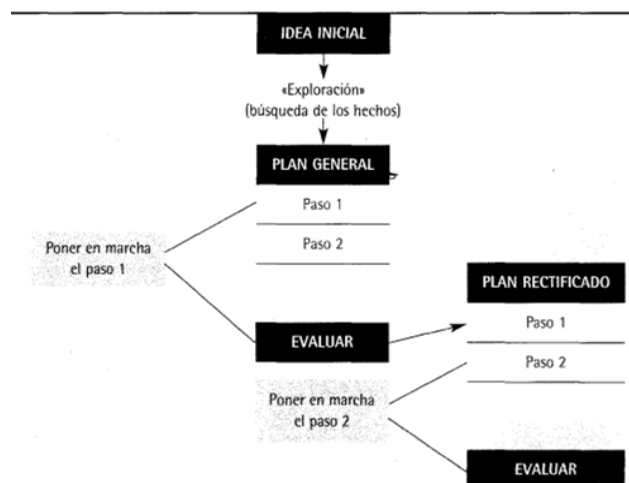 IDEA INICIAL
«Exploración»
(búsqueda de los hechos)
PLAN GENERAL
Paso 1
Paso 2
Poner en marcha
el paso 1
PLAN RECTIFICADO
EVALUAR
Paso 1
Paso 2
Poner en marcha
el paso 2
EVALUAR